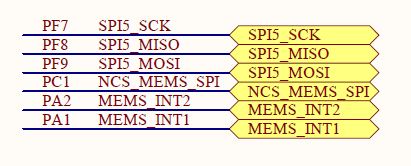 PF7 SPI5_SCK SPI5_SCK
PF8 SPI5_MISO SPI5_MISO
PF9 SPI5_MOSI SPI5_MOSI
PC1 NCS_MEMS_SPI NCS_MEMS_SPI
PA2 MEMS_INT2 MEMS_INT2
PA1 MEMS_INT1 MEMS_INT1